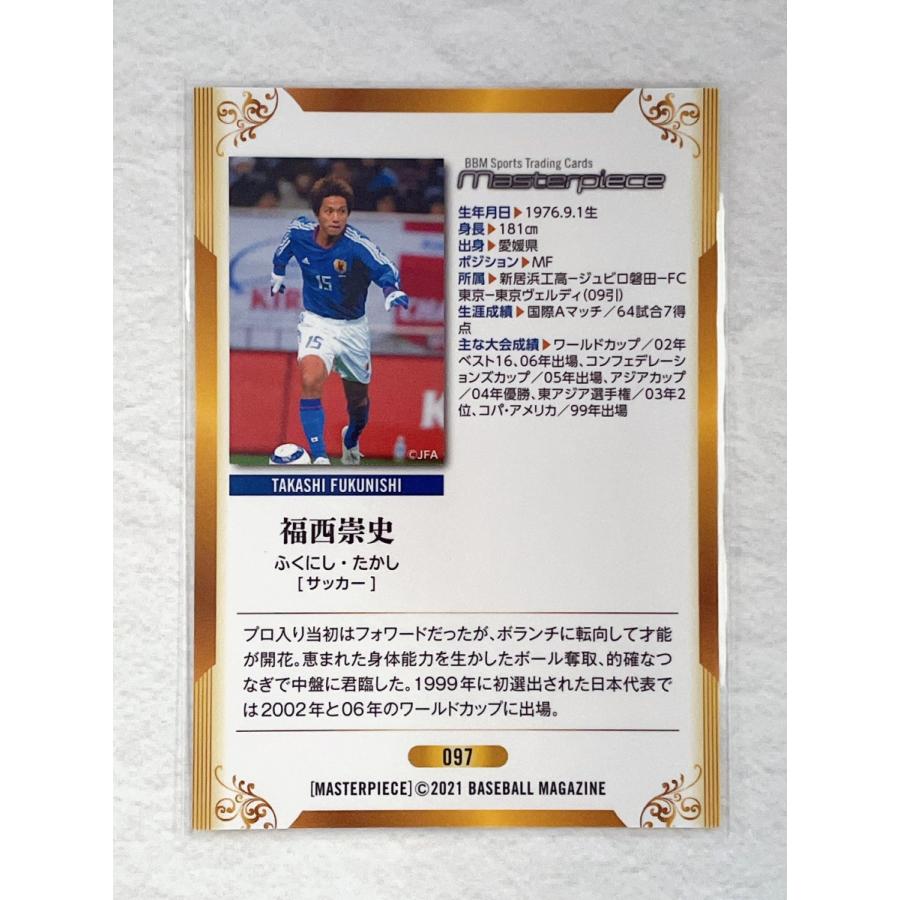 BBM Sports Trading Cards
Masterpiece
生年月日▶1976.9.1生
身長▶181㎝
出身▶愛媛県
ポジション▶MF
所属▶新居浜工高−ジュビロ磐田−FC
東京−東京ヴェルディ(09引)
生涯成績▶国際Aマッチ/64試合7得
点
主な大会成績▶ワールドカップ/02年
ベスト16、06年出場、コンフェデレーシ
ョンズカップ/05年出場、アジアカップ
/04年優勝、東アジア選手権/03年2
位、コパ・アメリカ/99年出場
15
15
©JFA
TAKASHI FUKUNISHI
福西崇史
ふくにし・たかし
[サッカー]
プロ入り当初はフォワードだったが、ボランチに転向して才能
が開花。恵まれた身体能力を生かしたボール奪取、的確なつ
なぎで中盤に君臨した。1999年に初選出された日本代表で
は2002年と06年のワールドカップに出場。
097
[MASTERPIECE]©2021 BASEBALL MAGAZINE